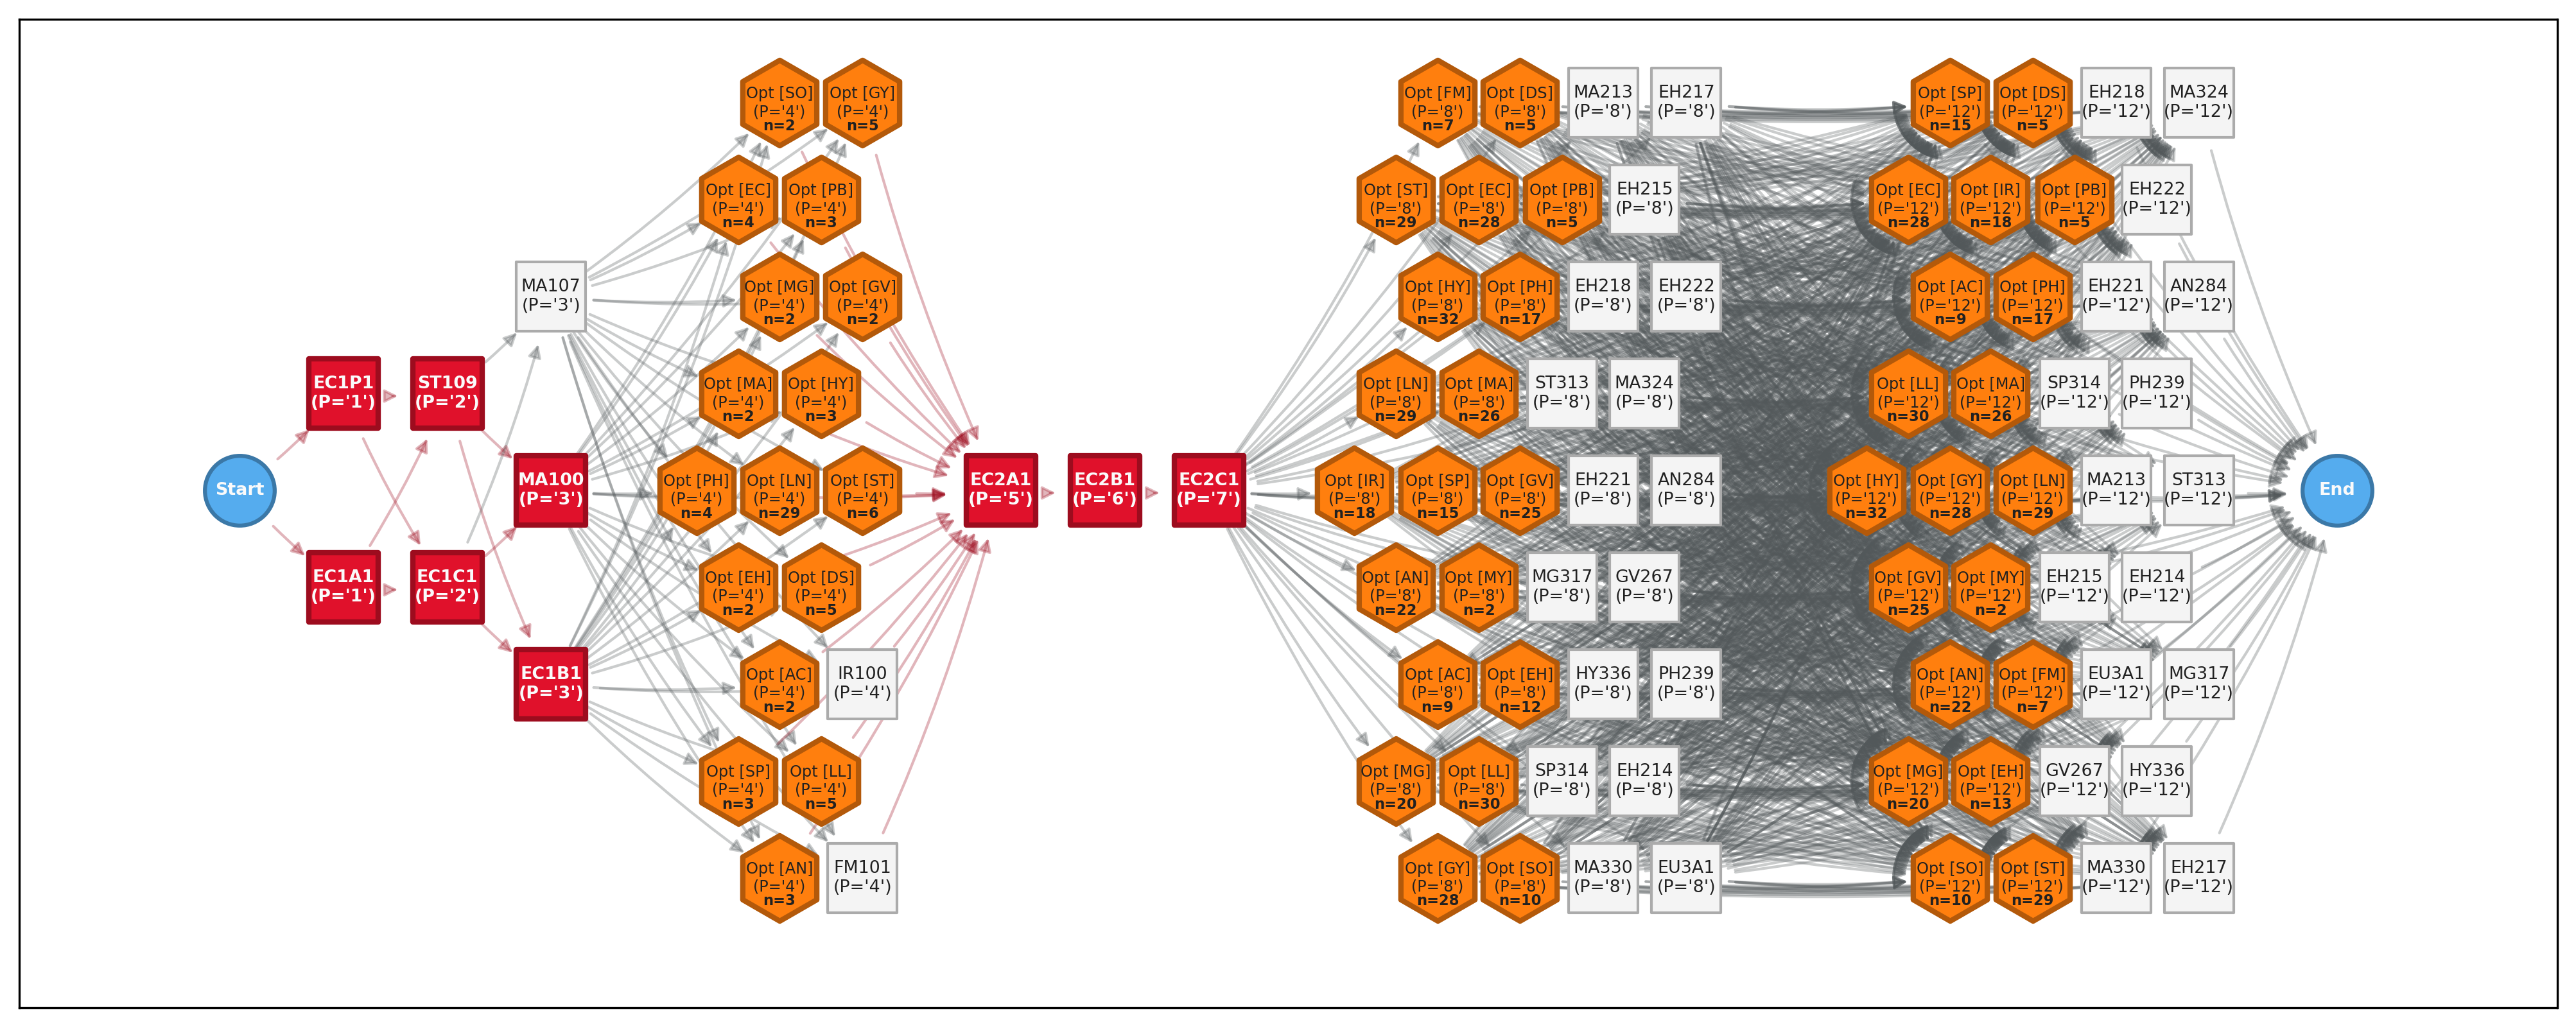 Start
EC1P1
(P='1')
EC1A1
(P='1')
ST109
(P='2')
EC1C1
(P='2')
MA107
(P='3')
MA100
(P='3')
EC1B1
(P='3')
Opt [SO]
(P='4')
n=2
Opt [GY]
(P='4')
n=5
Opt [EC]
(P='4')
n=4
Opt [PB]
(P='4')
n=3
Opt [MG]
(P='4')
n=2
Opt [GV]
(P='4')
n=2
Opt [MA]
(P='4')
n=2
Opt [HY]
(P='4')
n=3
Opt [PH]
(P='4')
n=4
Opt [LN]
(P='4')
n=29
Opt [ST]
(P='4')
n=6
Opt [EH]
(P='4')
n=2
Opt [DS]
(P='4')
n=5
Opt [AC]
(P='4')
n=2
IR100
(P='4')
Opt [SP]
(P='4')
n=3
Opt [LL]
(P='4')
n=5
Opt [AN]
(P='4')
n=3
FM101
(P='4')
EC2A1
(P='5')
EC2B1
(P='6')
EC2C1
(P='7')
Opt [FM]
(P='8')
n=7
Opt [DS]
(P='8')
n=5
MA213
(P='8')
EH217
(P='8')
Opt [ST]
(P='8')
n=29
Opt [EC]
(P='8')
n=28
Opt [PB]
(P='8')
n=5
EH215
(P='8')
Opt [HY]
(P='8')
n=32
Opt [PH]
(P='8')
n=17
EH218
(P='8')
EH222
(P='8')
Opt [LN]
(P='8')
n=29
Opt [MA]
(P='8')
n=26
ST313
(P='8')
MA324
(P='8')
Opt [IR]
(P='8')
n=18
Opt [SP]
(P='8')
n=15
Opt [GV]
(P='8')
n=25
EH221
(P='8')
AN284
(P='8')
Opt [AN]
(P='8')
n=22
Opt [MY]
(P='8')
n=2
MG317
(P='8')
GV267
(P='8')
Opt [AC]
(P='8')
n=9
Opt [EH]
(P='8')
n=12
HY336
(P='8')
PH239
(P='8')
Opt [MG]
(P='8')
n=20
Opt [LL]
(P='8')
n=30
SP314
(P='8')
EH214
(P='8')
Opt [GY]
(P='8')
n=28
Opt [SO]
(P='8')
n=10
MA330
(P='8')
EU3A1
(P='8')
Opt [SP]
(P='12')
n=15
Opt [DS]
(P='12')
n=5
EH218
(P='12')
MA324
(P='12')
Opt [EC]
(P='12')
n=28
Opt [IR]
(P='12')
n=18
Opt [PB]
(P='12')
n=5
EH222
(P='12')
Opt [AC]
(P='12')
n=9
Opt [PH]
(P='12')
n=17
EH221
(P='12')
AN284
(P='12')
Opt [LL]
(P='12')
n=30
Opt [MA]
(P='12')
n=26
SP314
(P='12')
PH239
(P='12')
Opt [HY]
(P='12')
n=32
Opt [GY]
(P='12')
n=28
Opt [LN]
(P='12')
n=29
MA213
(P='12')
ST313
(P='12')
Opt [GV]
(P='12')
n=25
Opt [MY]
(P='12')
n=2
EH215
(P='12')
EH214
(P='12')
Opt [AN]
(P='12')
n=22
Opt [FM]
(P='12')
n=7
EU3A1
(P='12')
MG317
(P='12')
Opt [MG]
(P='12')
n=20
Opt [EH]
(P='12')
n=13
GV267
(P='12')
HY336
(P='12')
Opt [SO]
(P='12')
n=10
Opt [ST]
(P='12')
n=29
MA330
(P='12')
EH217
(P='12')
End